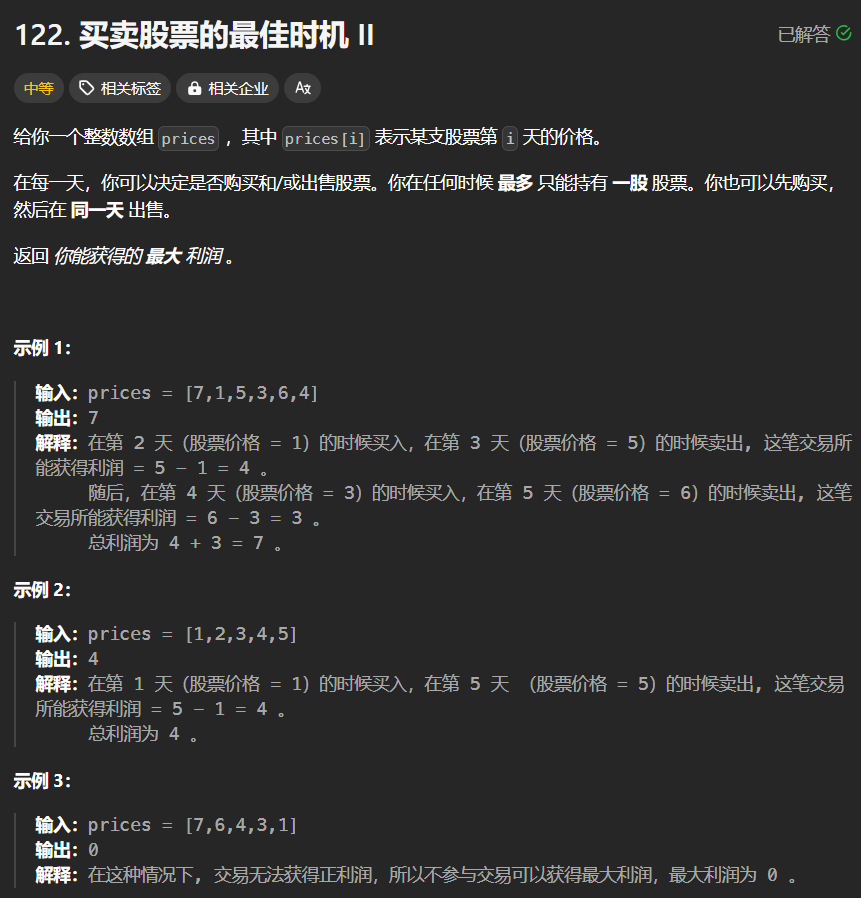 122. 买卖股票的最佳时机 II
已解答
中等 相关标签 相关企业 Ax
给你一个整数数组 prices ，其中 prices[i] 表示某支股票第 i 天的价格。
在每一天，你可以决定是否购买和/或出售股票。你在任何时候 最多 只能持有 一股 股票。你也可以先购买，
然后在 同一天 出售。
返回 你能获得的 最大 利润 。
示例 1：
输入：prices = [7,1,5,3,6,4]
输出：7
解释：在第 2 天（股票价格 = 1）的时候买入，在第 3 天（股票价格 = 5）的时候卖出, 这笔交易所
能获得利润 = 5 - 1 = 4 。
随后，在第 4 天（股票价格 = 3）的时候买入，在第 5 天（股票价格 = 6）的时候卖出, 这笔
交易所能获得利润 = 6 - 3 = 3 。
总利润为 4 + 3 = 7 。
示例 2：
输入：prices = [1,2,3,4,5]
输出：4
解释：在第 1 天（股票价格 = 1）的时候买入，在第 5 天 （股票价格 = 5）的时候卖出, 这笔交易
所能获得利润 = 5 - 1 = 4 。
总利润为 4 。
示例 3：
输入：prices = [7,6,4,3,1]
输出：0
解释：在这种情况下, 交易无法获得正利润，所以不参与交易可以获得最大利润，最大利润为 0 。